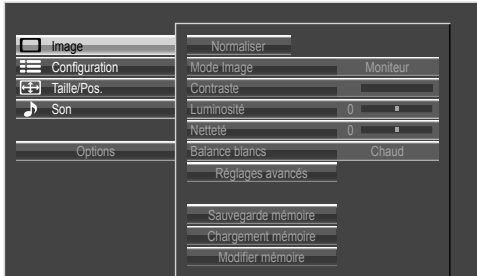 Image
Configuration
Taille/Pos.
Son
Options
Normaliser
Mode Image Moniteur
Contraste
Luminosité 0
Netteté 0
Balance blancs Chaud
Réglages avancés
Sauvegarde mémoire
Chargement mémoire
Modifier mémoire